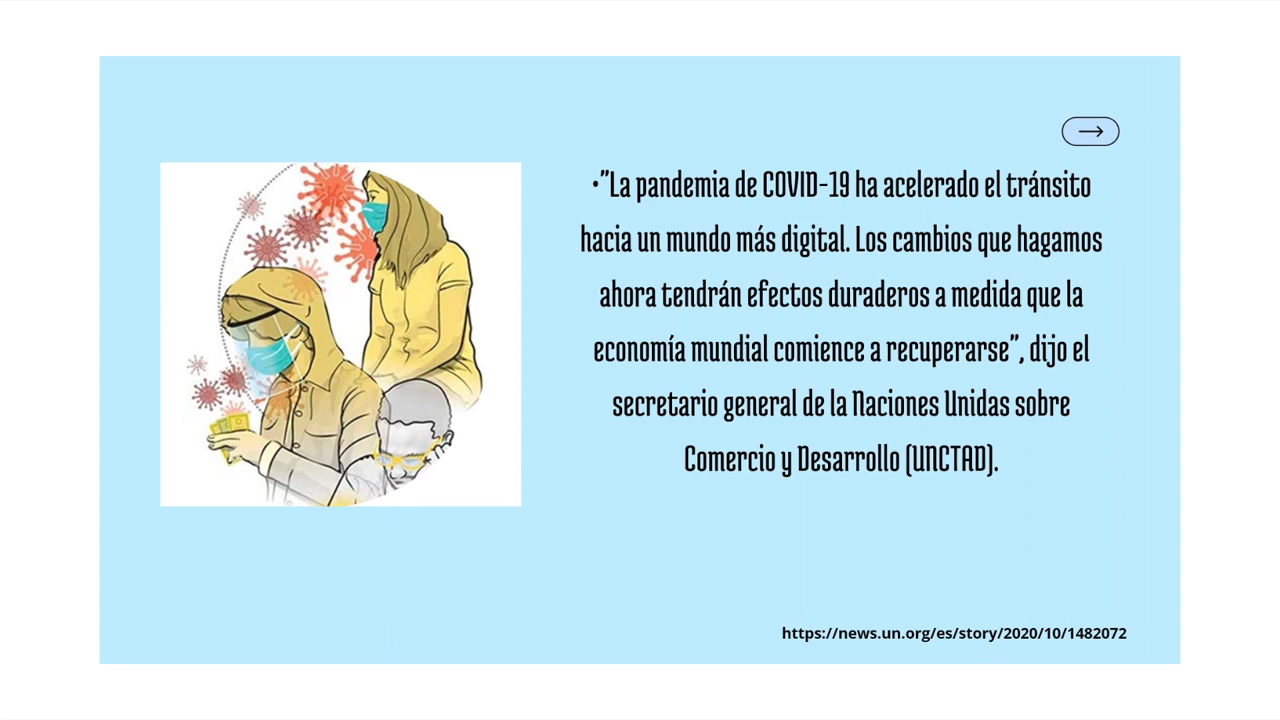 •"La pandemia de COVID-19 ha acelerado el tránsito
hacia un mundo más digital. Los cambios que hagamos
ahora tendrán efectos duraderos a medida que la
economía mundial comience a recuperarse", dijo el
secretario general de la Naciones Unidas sobre
Comercio y Desarrollo (UNCTAD).
https://news.un.org/es/story/2020/10/1482072